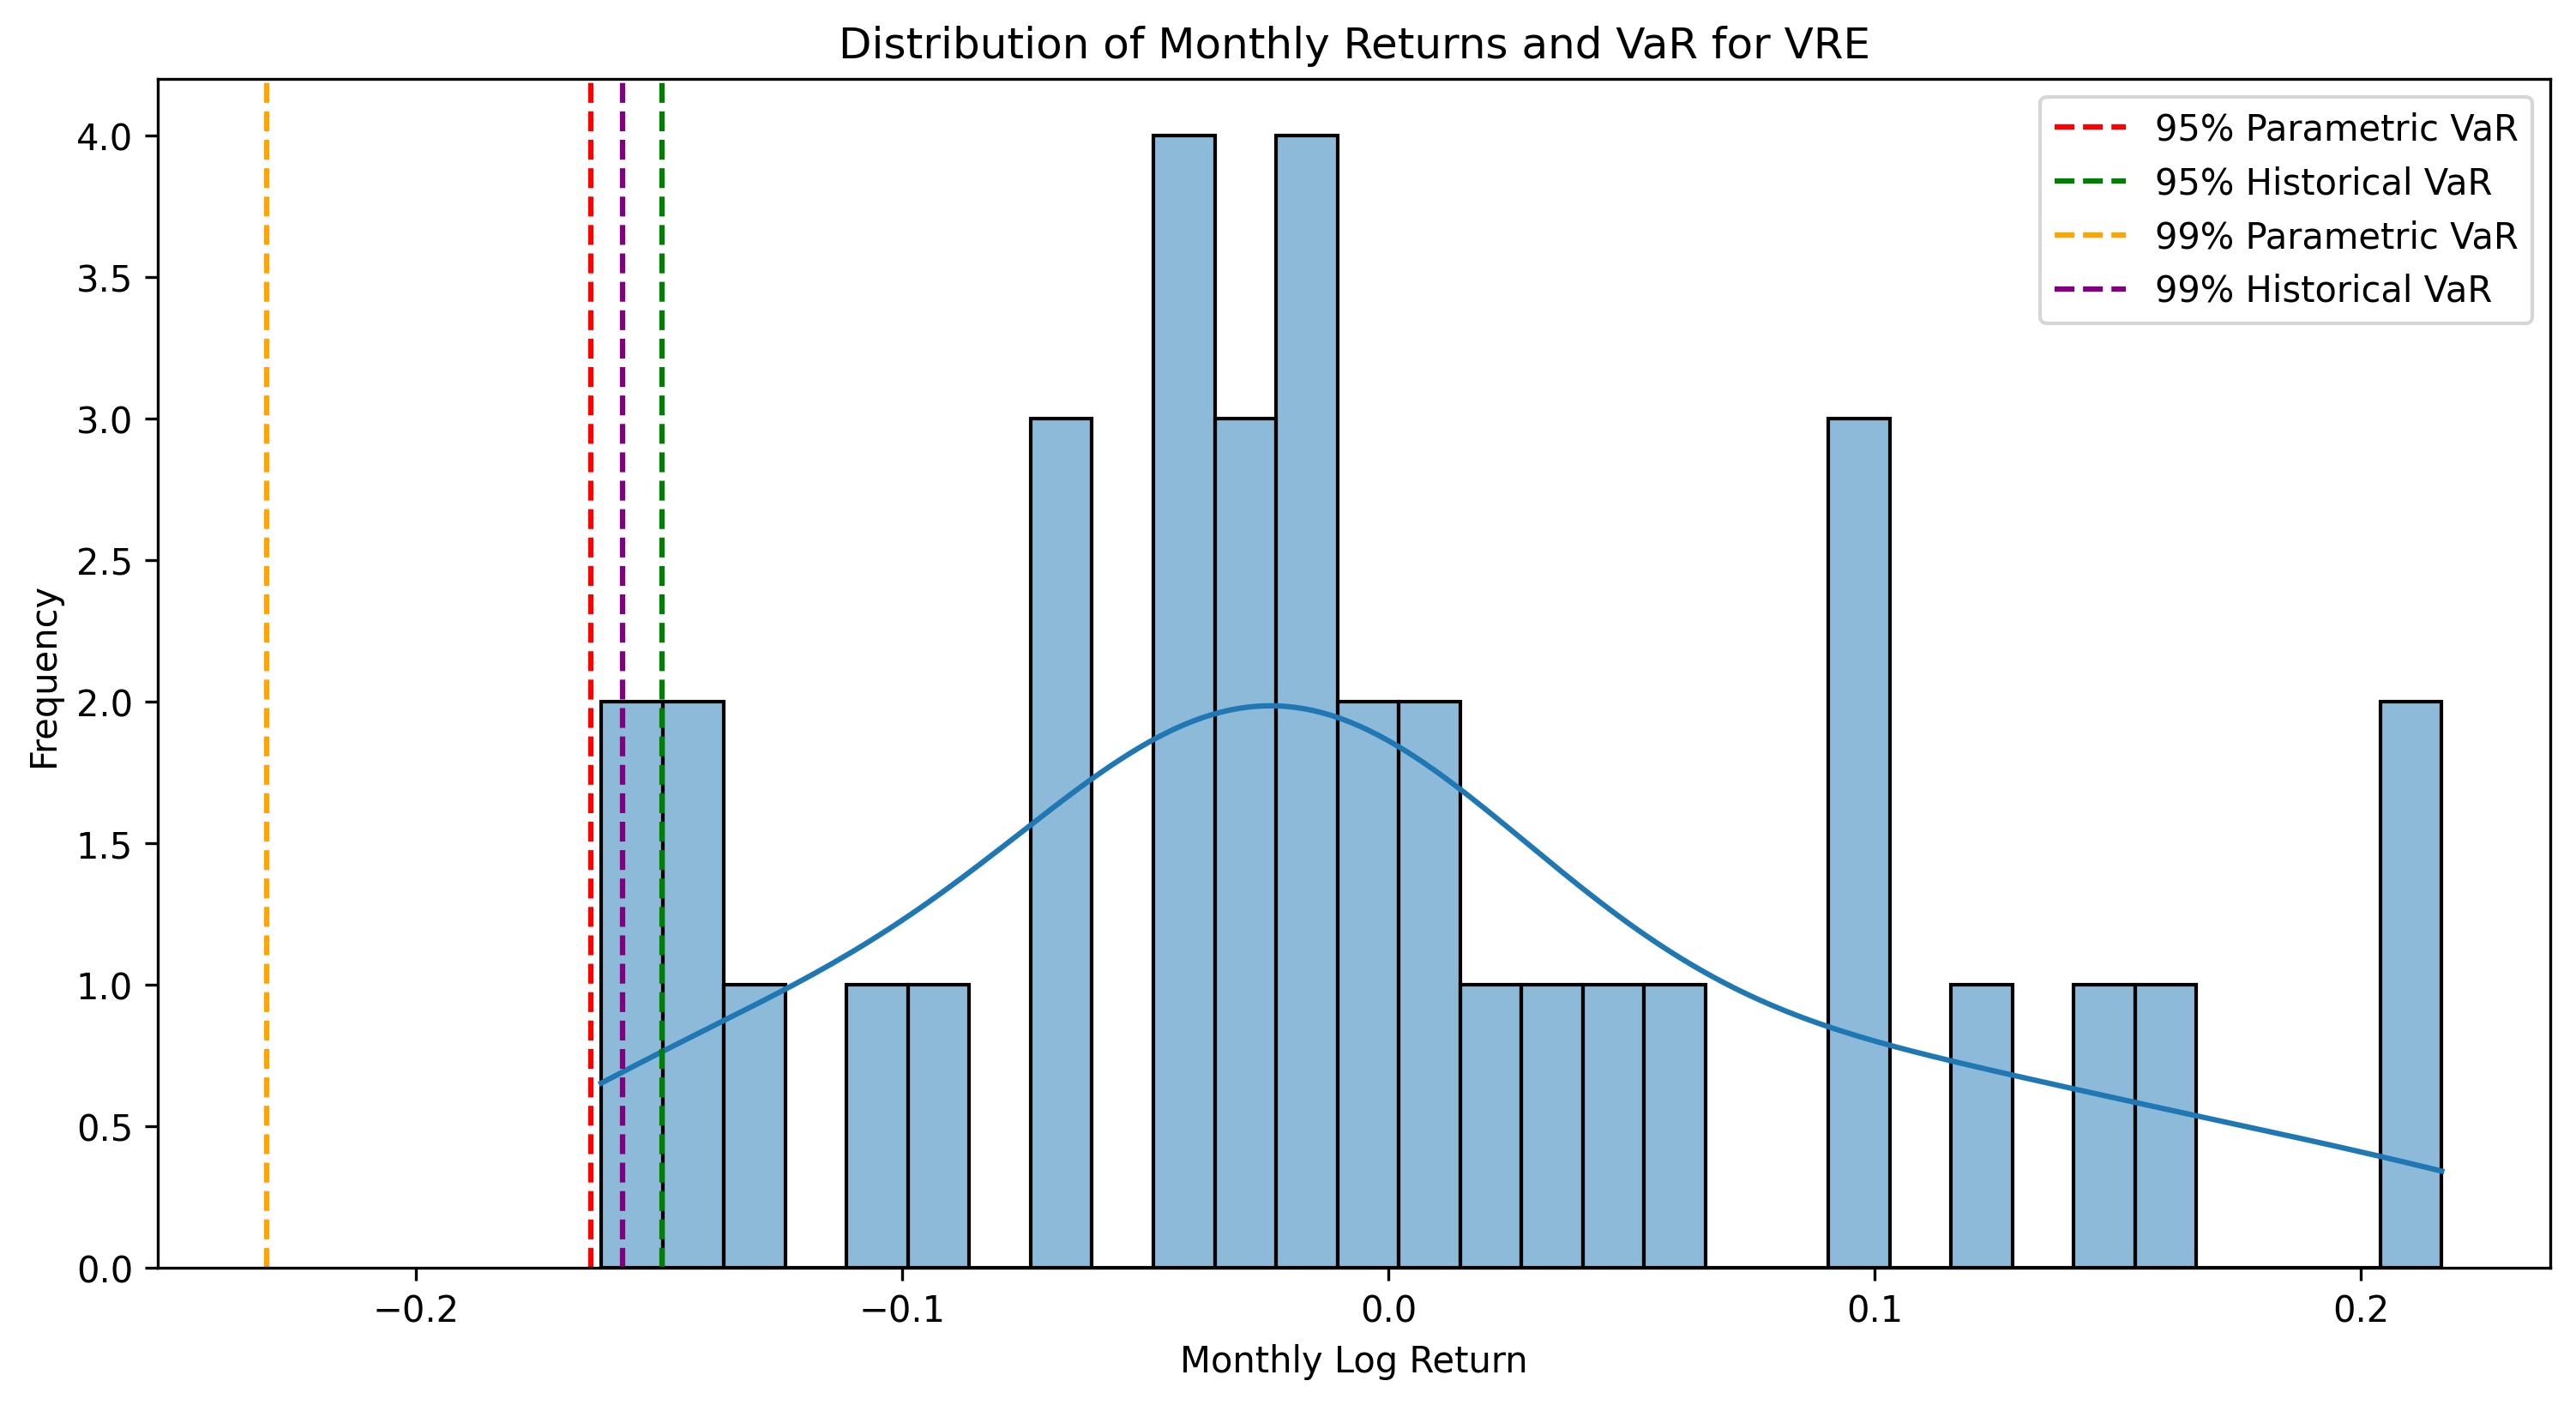 Distribution of Monthly Returns and VaR for VRE
95% Parametric VaR
95% Historical VaR
99% Parametric VaR
99% Historical VaR
Frequency
4.0
3.5
3.0
2.5
2.0
1.5
1.0
0.5
0.0
−0.2 −0.1 0.0 0.1 0.2
Monthly Log Return